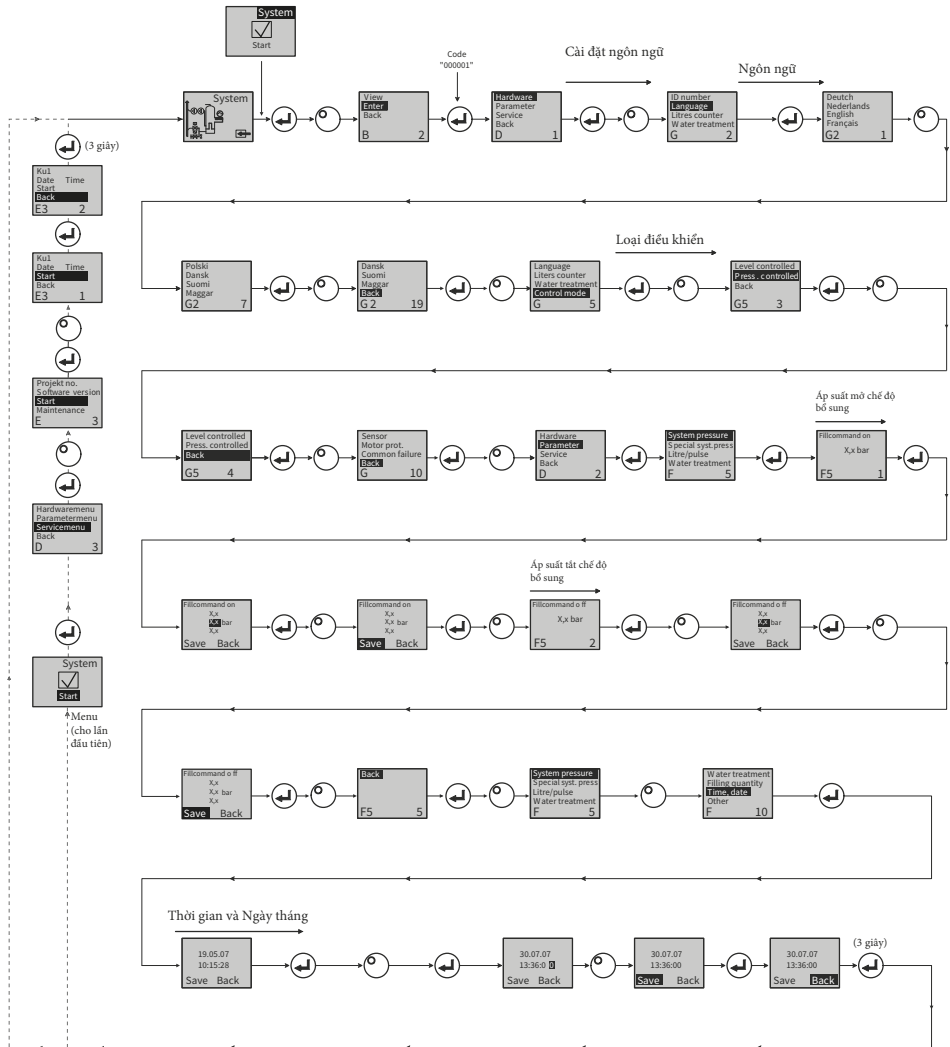 System
Start
Code
"000001"
Cài đặt ngôn ngữ
Ngôn ngữ
System
View
Enter
Back
B 2
Hardware
Parameter
Service
Back
D 1
ID number
Language
Litres counter
Water treatment
G 2
Deutch
Nederlands
English
Français
G2 1
(3 giây)
Ku1
Date Time
Start
Back
E3 2
Ku1
Date Time
Start
Back
E3 1
Projekt no.
Software version
Start
Maintenance
E 3
Hardwaremenu
Parametermenu
Servicemenu
Back
D 3
System
Start
Menu
(cho lần
đầu tiên)
Loại điều khiển
Polski
Dansk
Suomi
Maggar
G2 7
Dansk
Suomi
Maggar
Back
G 2 19
Language
Liters counter
Water treatment
Control mode
G 5
Level controlled
Press. controlled
Back
G5 3
Áp suất mở chế độ
bổ sung
Level controlled
Press. controlled
Back
G5 4
Sensor
Motor prot.
Common failure
Back
G 10
Hardware
Parameter
Service
Back
D 2
System pressure
Special syst.press
Litre/pulse
Water treatment
F 5
Fillcommand on
X,x bar
F5 1
Áp suất tắt chế độ
bổ sung
Fillcommand on
X,x
X,x bar
X,x
Save Back
Fillcommand on
X,x
X,x bar
X,x
Save Back
Fillcommand o ff
X,x bar
F5 2
Fillcommand o ff
X,x
X,x bar
X,x
Save Back
Fillcommand o ff
X,x
X,x bar
X,x
Save Back
Back
F5 5
System pressure
Special syst. press
Litre/pulse
Water treatment
F 5
Water treatment
Filling quantity
Time, date
Other
F 10
Thời gian và Ngày tháng
19.05.07
10:15:28
Save Back
30.07.07
13:36:0 0
Save Back
30.07.07
13:36:00
Save Back
30.07.07
13:36:00
Save Back
(3 giây)